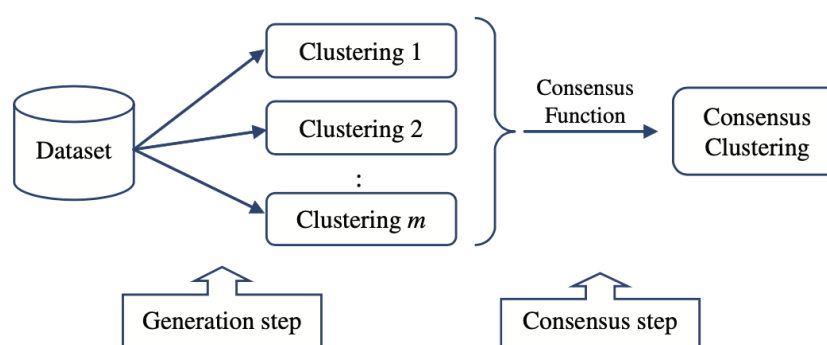 Dataset
Clustering 1
Clustering 2
:
Clustering m
Consensus
Function
Consensus
Clustering
Generation step
Consensus step